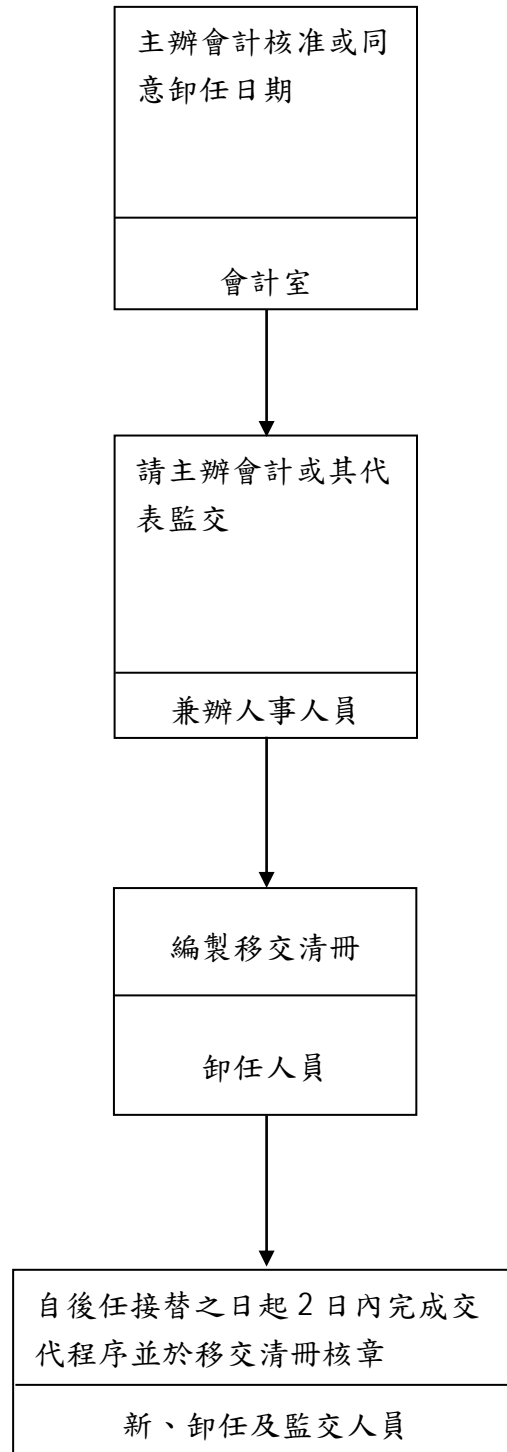 主辦會計核准或同
意卸任日期
會計室
請主辦會計或其代
表監交
兼辦人事人員
編製移交清冊
卸任人員
自後任接替之日起 2 日內完成交
代程序並於移交清冊核章
新、卸任及監交人員